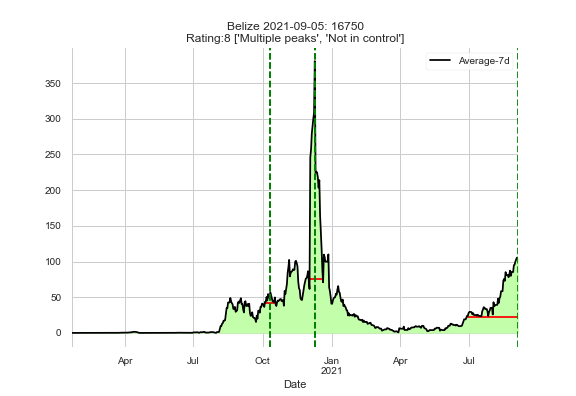 Belize 2021-09-05: 16750
Rating:8 ['Multiple peaks', 'Not in control']
Average-7d
350
300
250
200
150
100
50
0
Apr
Jul
Oct
Jan
2021
Apr
Jul
Date